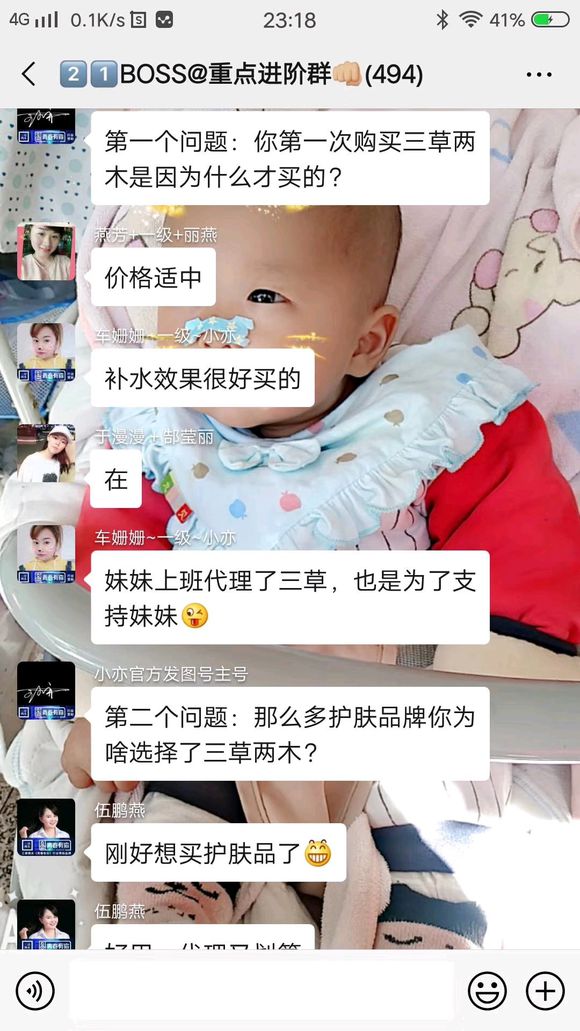 4G 0.1K/s 23:18 41%
21BOSS@重点进阶群👊(494)
第一个问题：你第一次购买三草两
木是因为什么才买的？
燕芳+一级+丽燕
价格适中
车姗姗~一级~小亦
补水效果很好买的
于漫漫+郜莹丽
在
车姗姗~一级~小亦
妹妹上班代理了三草，也是为了支
持妹妹😜
小亦官方发图号主号
第二个问题：那么多护肤品牌你为
啥选择了三草两木？
伍鹏燕
刚好想买护肤品了😁
伍鹏燕